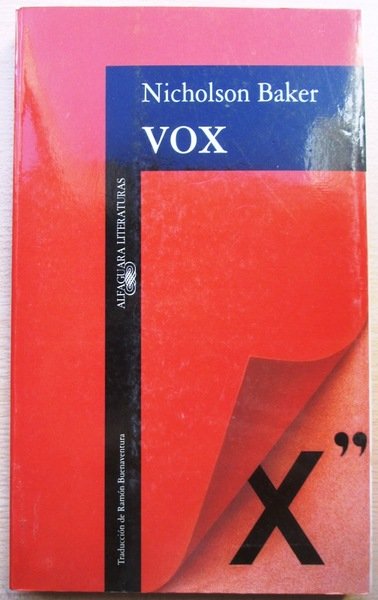 Nicholson Baker
VOX
ALFAGUARA LITERATURAS
Traducción de Ramón Buenaventura
X”